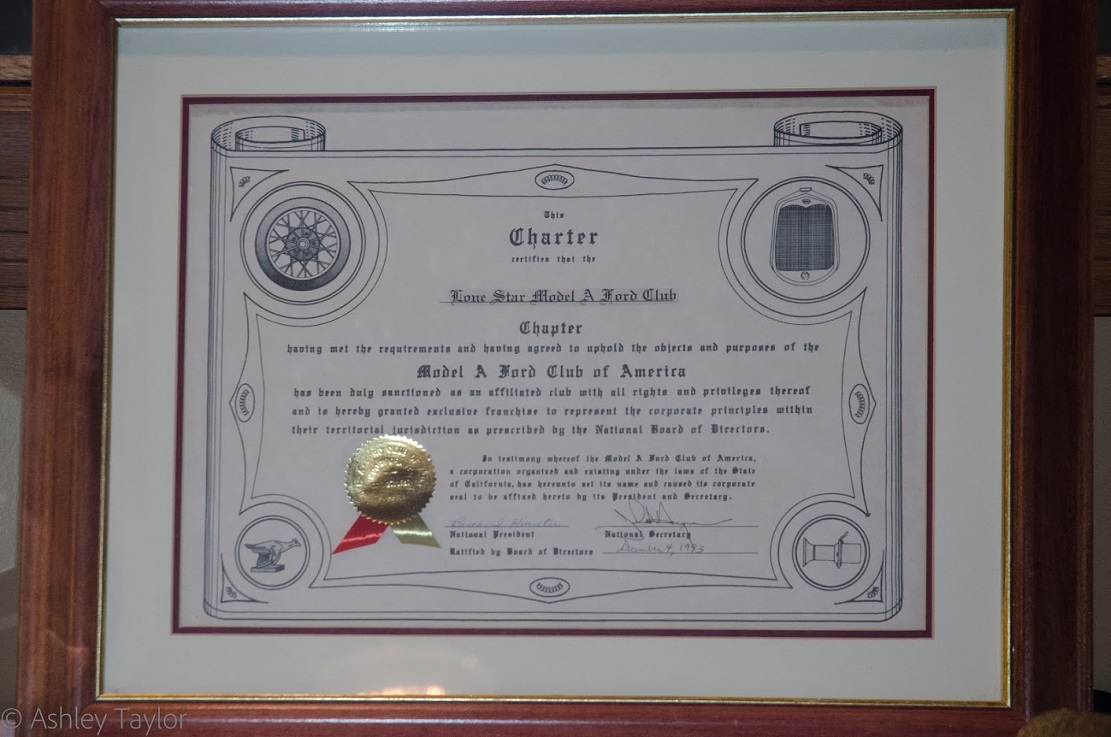 This
Charter
certifies that the
Lone Star Model A Ford Club
Chapter
having met the requirements and having agreed to uphold the objects and purposes of the
Model A Ford Club of America
has been duly sanctioned as an affiliated club with all rights and privileges thereof
and is hereby granted exclusive franchise to represent the corporate principles within
their territorial jurisdiction as prescribed by the National Board of Directors.
In testimony whereof the Model A Ford Club of America,
a corporation organized and existing under the laws of the State
of California, has hereunto set its name and caused its corporate
seal to be affixed hereto by its President and Secretary.
National President
National Secretary
Ratified by Board of Directors December 4, 1993
© Ashley Taylor